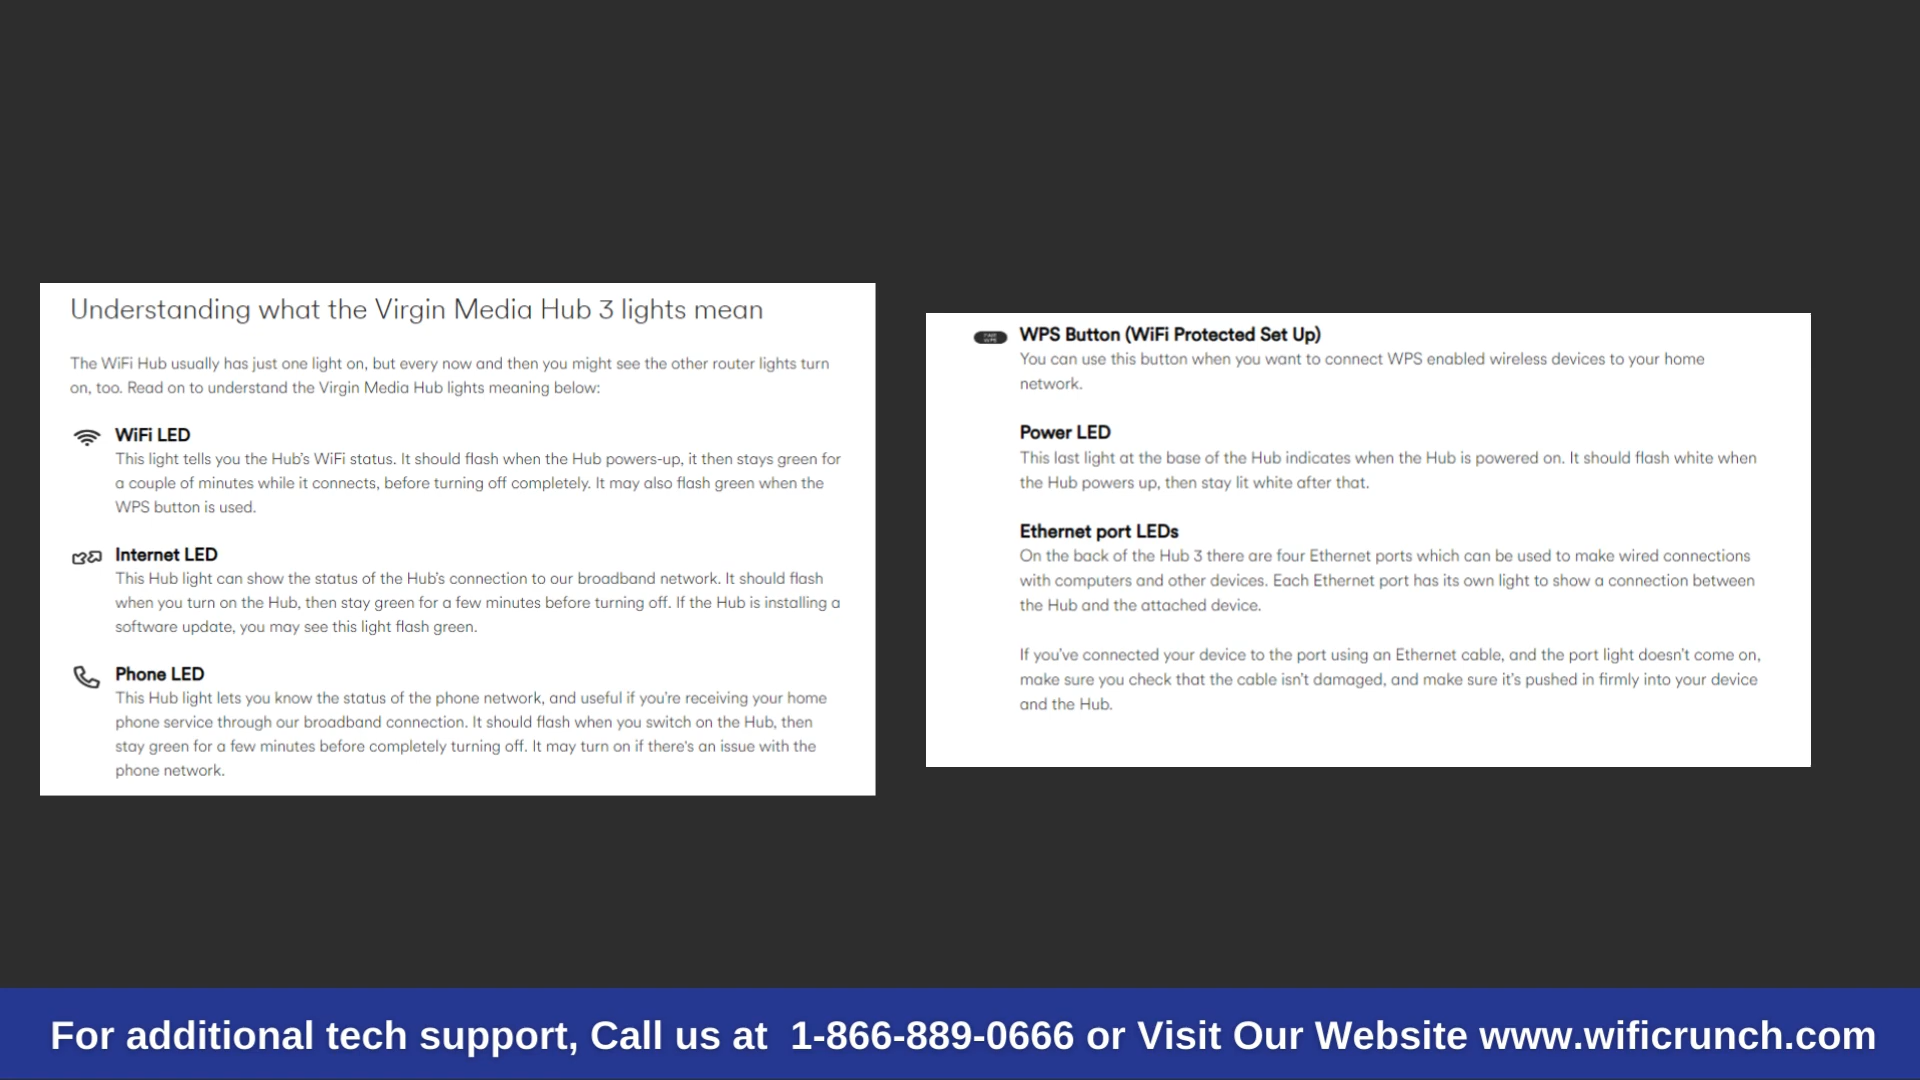 Understanding what the Virgin Media Hub 3 lights mean
The WiFi Hub usually has just one light on, but every now and then you might see the other router lights turn
on, too. Read on to understand the Virgin Media Hub lights meaning below:
WiFi LED
This light tells you the Hub's WiFi status. It should flash when the Hub powers-up, it then stays green for
a couple of minutes while it connects, before turning off completely. It may also flash green when the
WPS button is used.
Internet LED
This Hub light can show the status of the Hub's connection to our broadband network. It should flash
when you turn on the Hub, then stay green for a few minutes before turning off. If the Hub is installing a
software update, you may see this light flash green.
Phone LED
This Hub light lets you know the status of the phone network, and useful if you're receiving your home
phone service through our broadband connection. It should flash when you switch on the Hub, then
stay green for a few minutes before completely turning off. It may turn on if there's an issue with the
phone network.
WPS Button (WiFi Protected Set Up)
You can use this button when you want to connect WPS enabled wireless devices to your home
network.
Power LED
This last light at the base of the Hub indicates when the Hub is powered on. It should flash white when
the Hub powers up, then stay lit white after that.
Ethernet port LEDs
On the back of the Hub 3 there are four Ethernet ports which can be used to make wired connections
with computers and other devices. Each Ethernet port has its own light to show a connection between
the Hub and the attached device.
If you've connected your device to the port using an Ethernet cable, and the port light doesn't come on,
make sure you check that the cable isn't damaged, and make sure it's pushed in firmly into your device
and the Hub.
For additional tech support, Call us at 1-866-889-0666 or Visit Our Website www.wificrunch.com